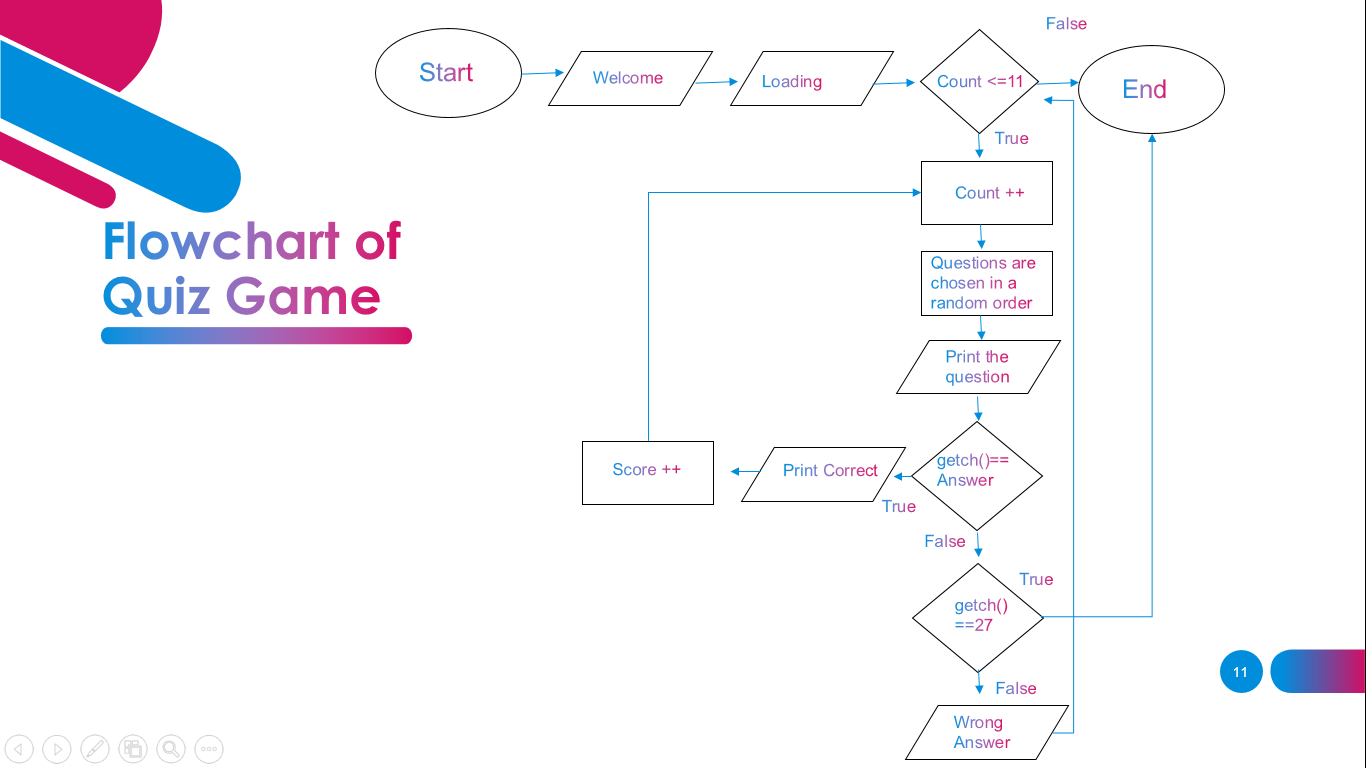 Flowchart of
Quiz Game
Start
Welcome
Loading
Count <=11
False
End
True
Count ++
Questions are
chosen in a
random order
Print the
question
getch()==
Answer
True
Print Correct
Score ++
False
getch()
==27
True
False
Wrong
Answer
11